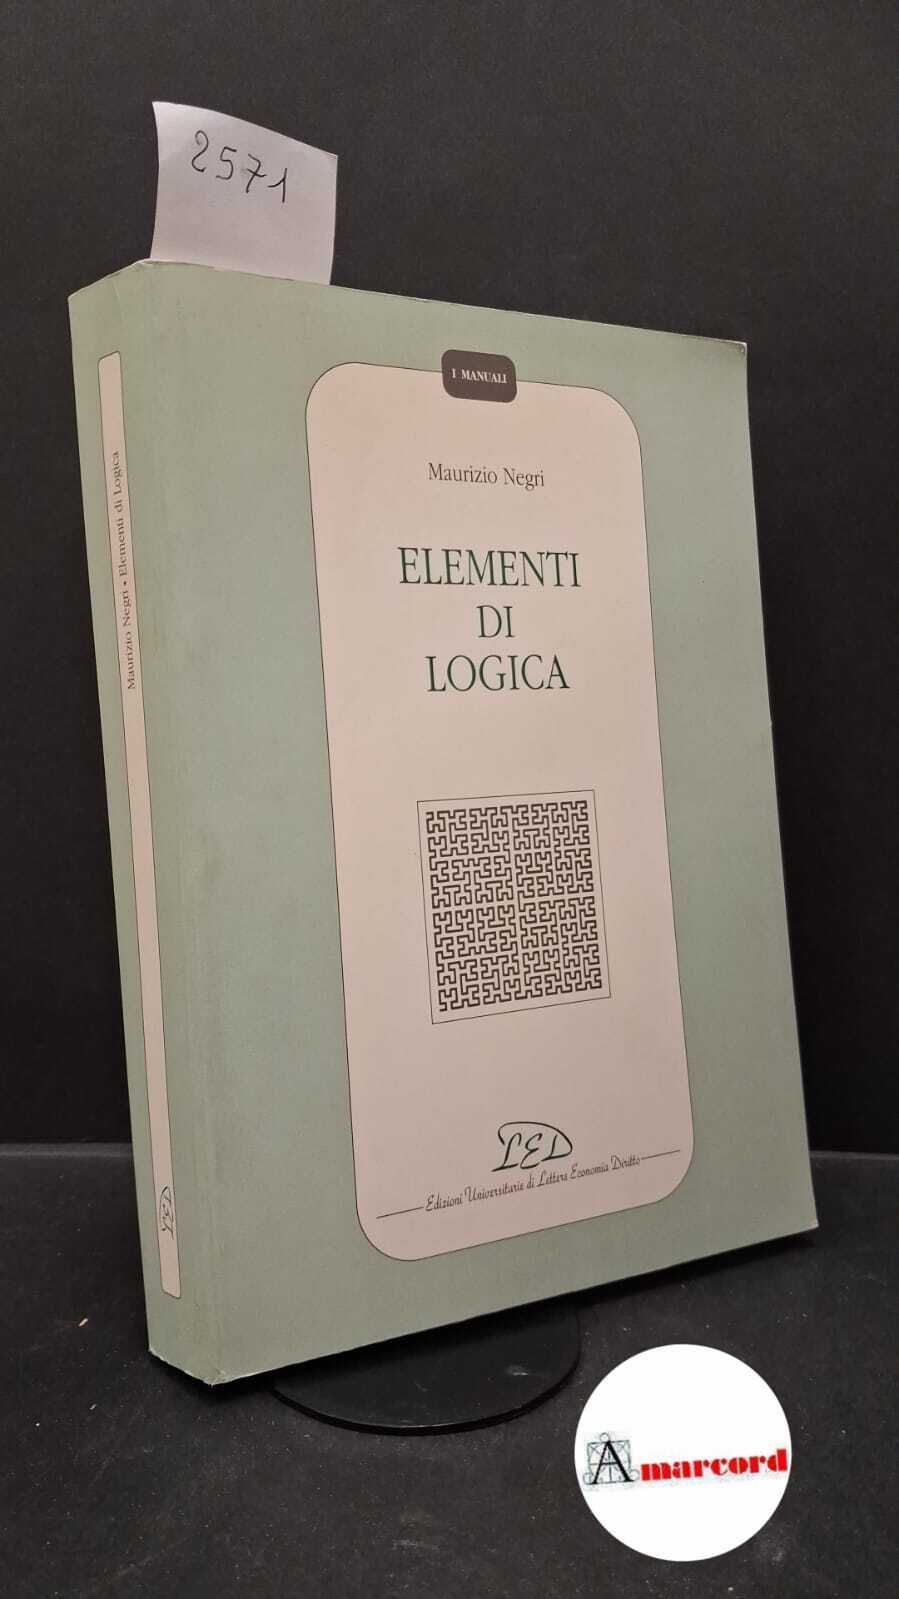 2571
I MANUALI
Maurizio Negri
ELEMENTI
DI
LOGICA
LED
Edizioni Universitarie di Lettere Economia Diritto
Maurizio Negri • Elementi di Logica
LED
Amarcord